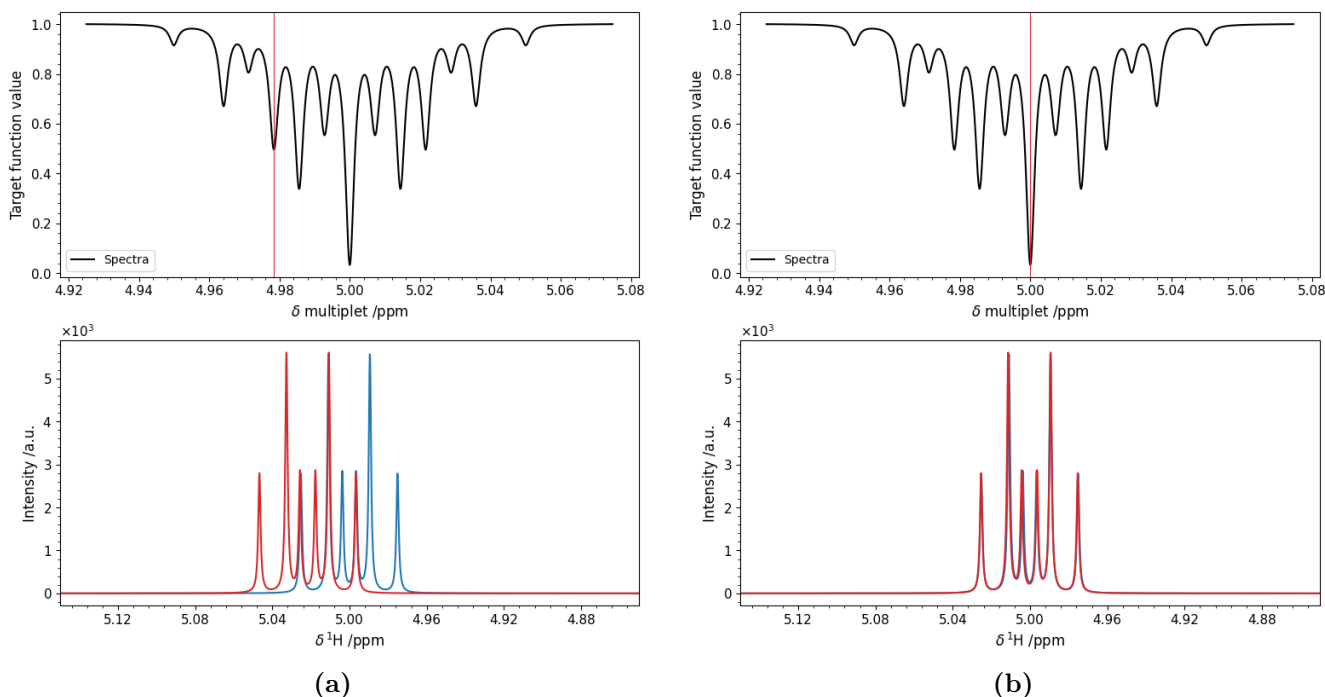 1.0
0.8
0.6
0.4
0.2
0.0
Target function value
Spectra
4.92 4.94 4.96 4.98 5.00 5.02 5.04 5.06 5.08
δ multiplet /ppm
×10³
5
4
3
2
1
0
Intensity /a.u.
5.12 5.08 5.04 5.00 4.96 4.92 4.88
δ ¹H /ppm
(a)
1.0
0.8
0.6
0.4
0.2
0.0
Target function value
Spectra
4.92 4.94 4.96 4.98 5.00 5.02 5.04 5.06 5.08
δ multiplet /ppm
×10³
5
4
3
2
1
0
Intensity /a.u.
5.12 5.08 5.04 5.00 4.96 4.92 4.88
δ ¹H /ppm
(b)